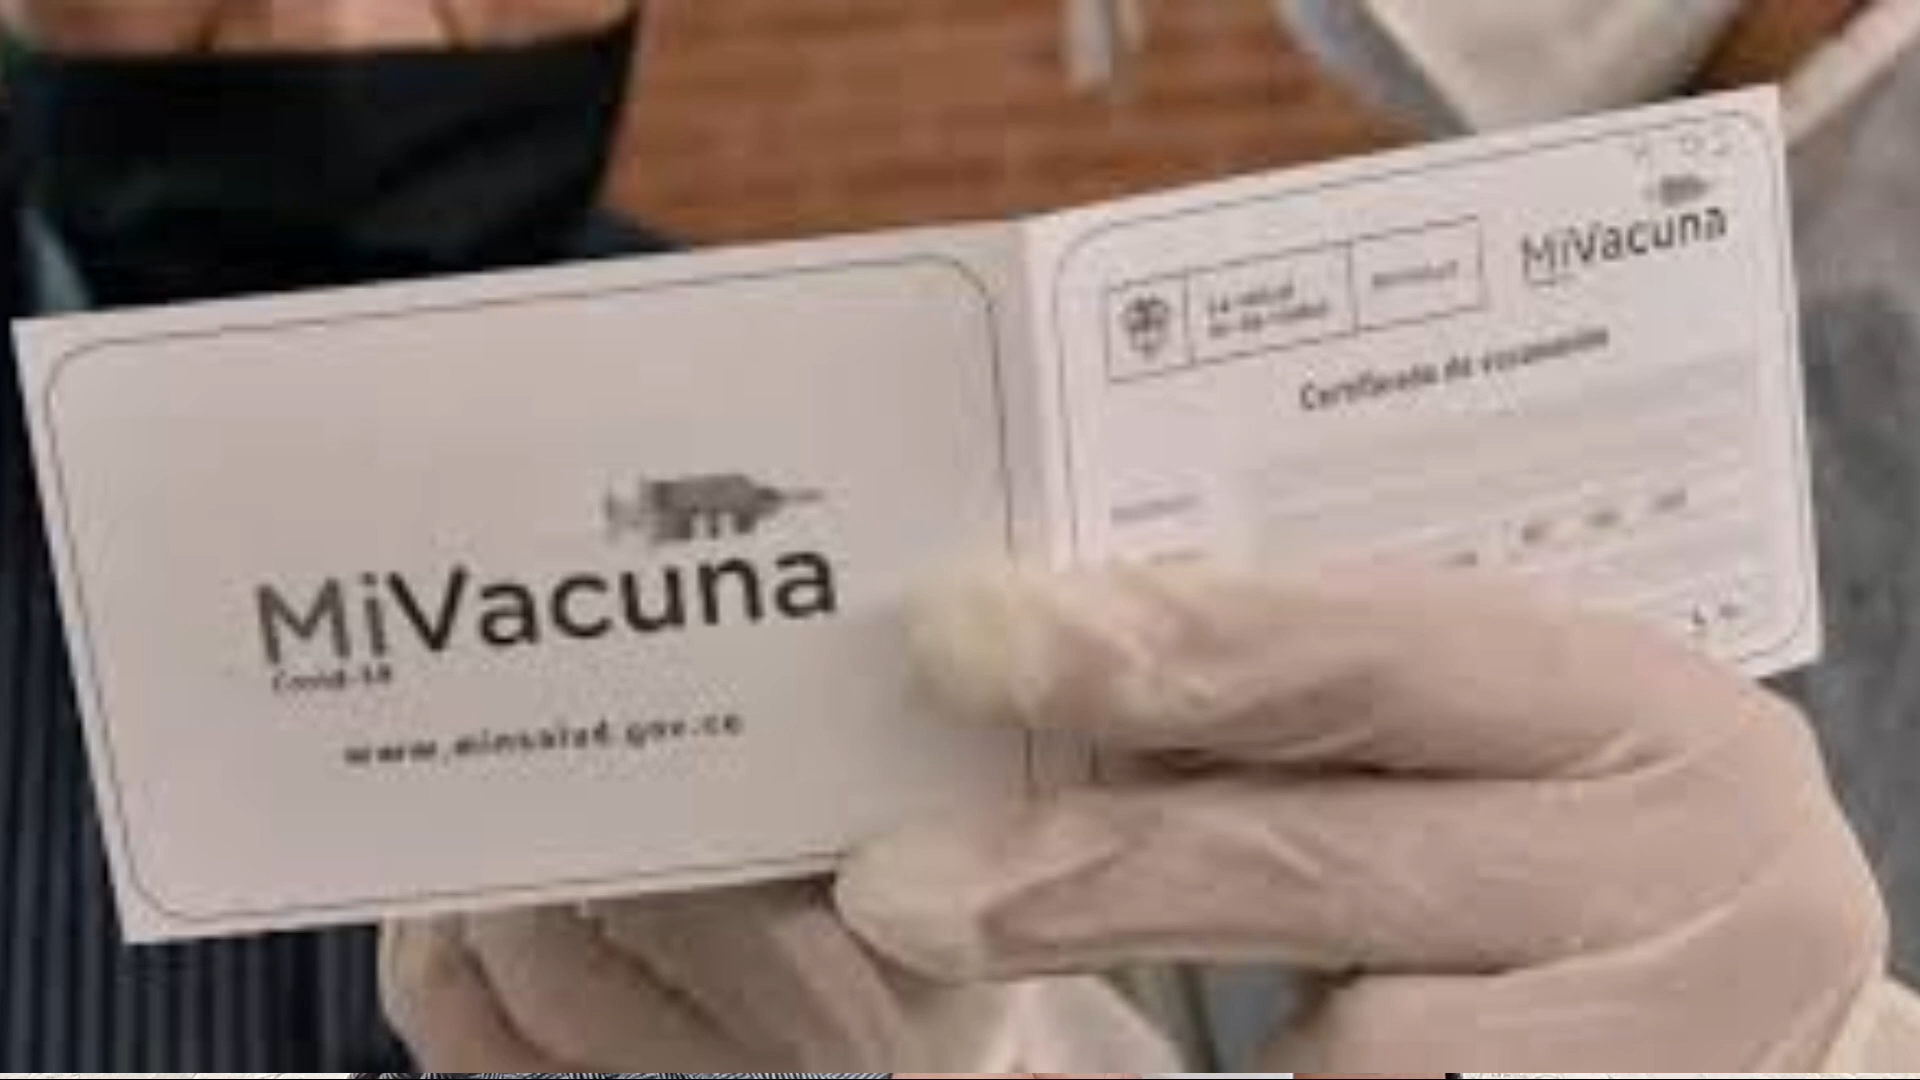 MiVacuna
Covid-19
www.minsalud.gov.co
La salud
es de todos
Minsalud
MiVacuna
Certificado de vacunación